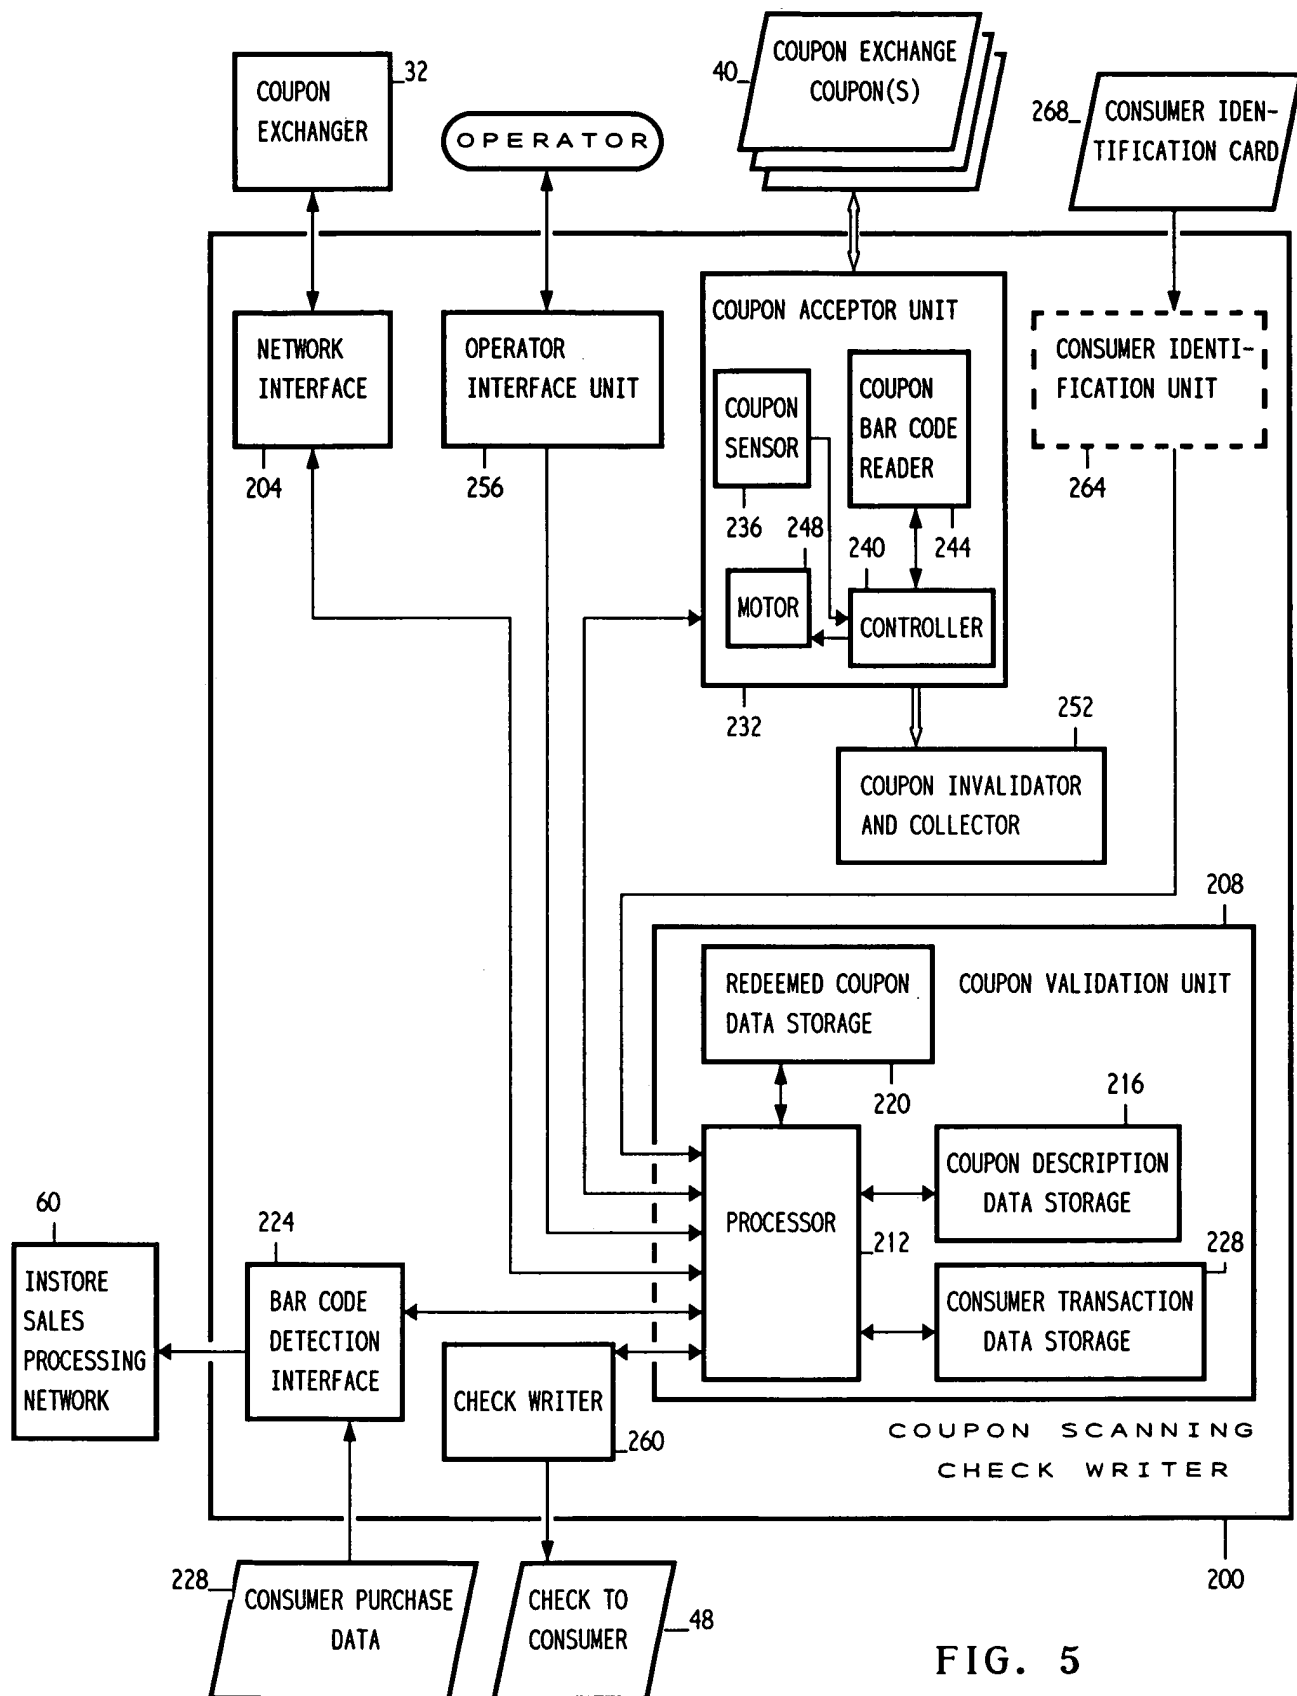 COUPON
EXCHANGER
32
OPERATOR
40
COUPON EXCHANGE
COUPON(S)
268
CONSUMER IDEN-
TIFICATION CARD
NETWORK
INTERFACE
204
OPERATOR
INTERFACE UNIT
256
COUPON ACCEPTOR UNIT
COUPON
SENSOR
236
COUPON
BAR CODE
READER
244
248
MOTOR
240
CONTROLLER
232
CONSUMER IDENTI-
FICATION UNIT
264
252
COUPON INVALIDATOR
AND COLLECTOR
208
REDEEMED COUPON
DATA STORAGE
220
COUPON VALIDATION UNIT
216
COUPON DESCRIPTION
DATA STORAGE
PROCESSOR
212
228
CONSUMER TRANSACTION
DATA STORAGE
60
INSTORE
SALES
PROCESSING
NETWORK
224
BAR CODE
DETECTION
INTERFACE
CHECK WRITER
260
COUPON SCANNING
CHECK WRITER
200
228
CONSUMER PURCHASE
DATA
CHECK TO
CONSUMER
48
FIG. 5